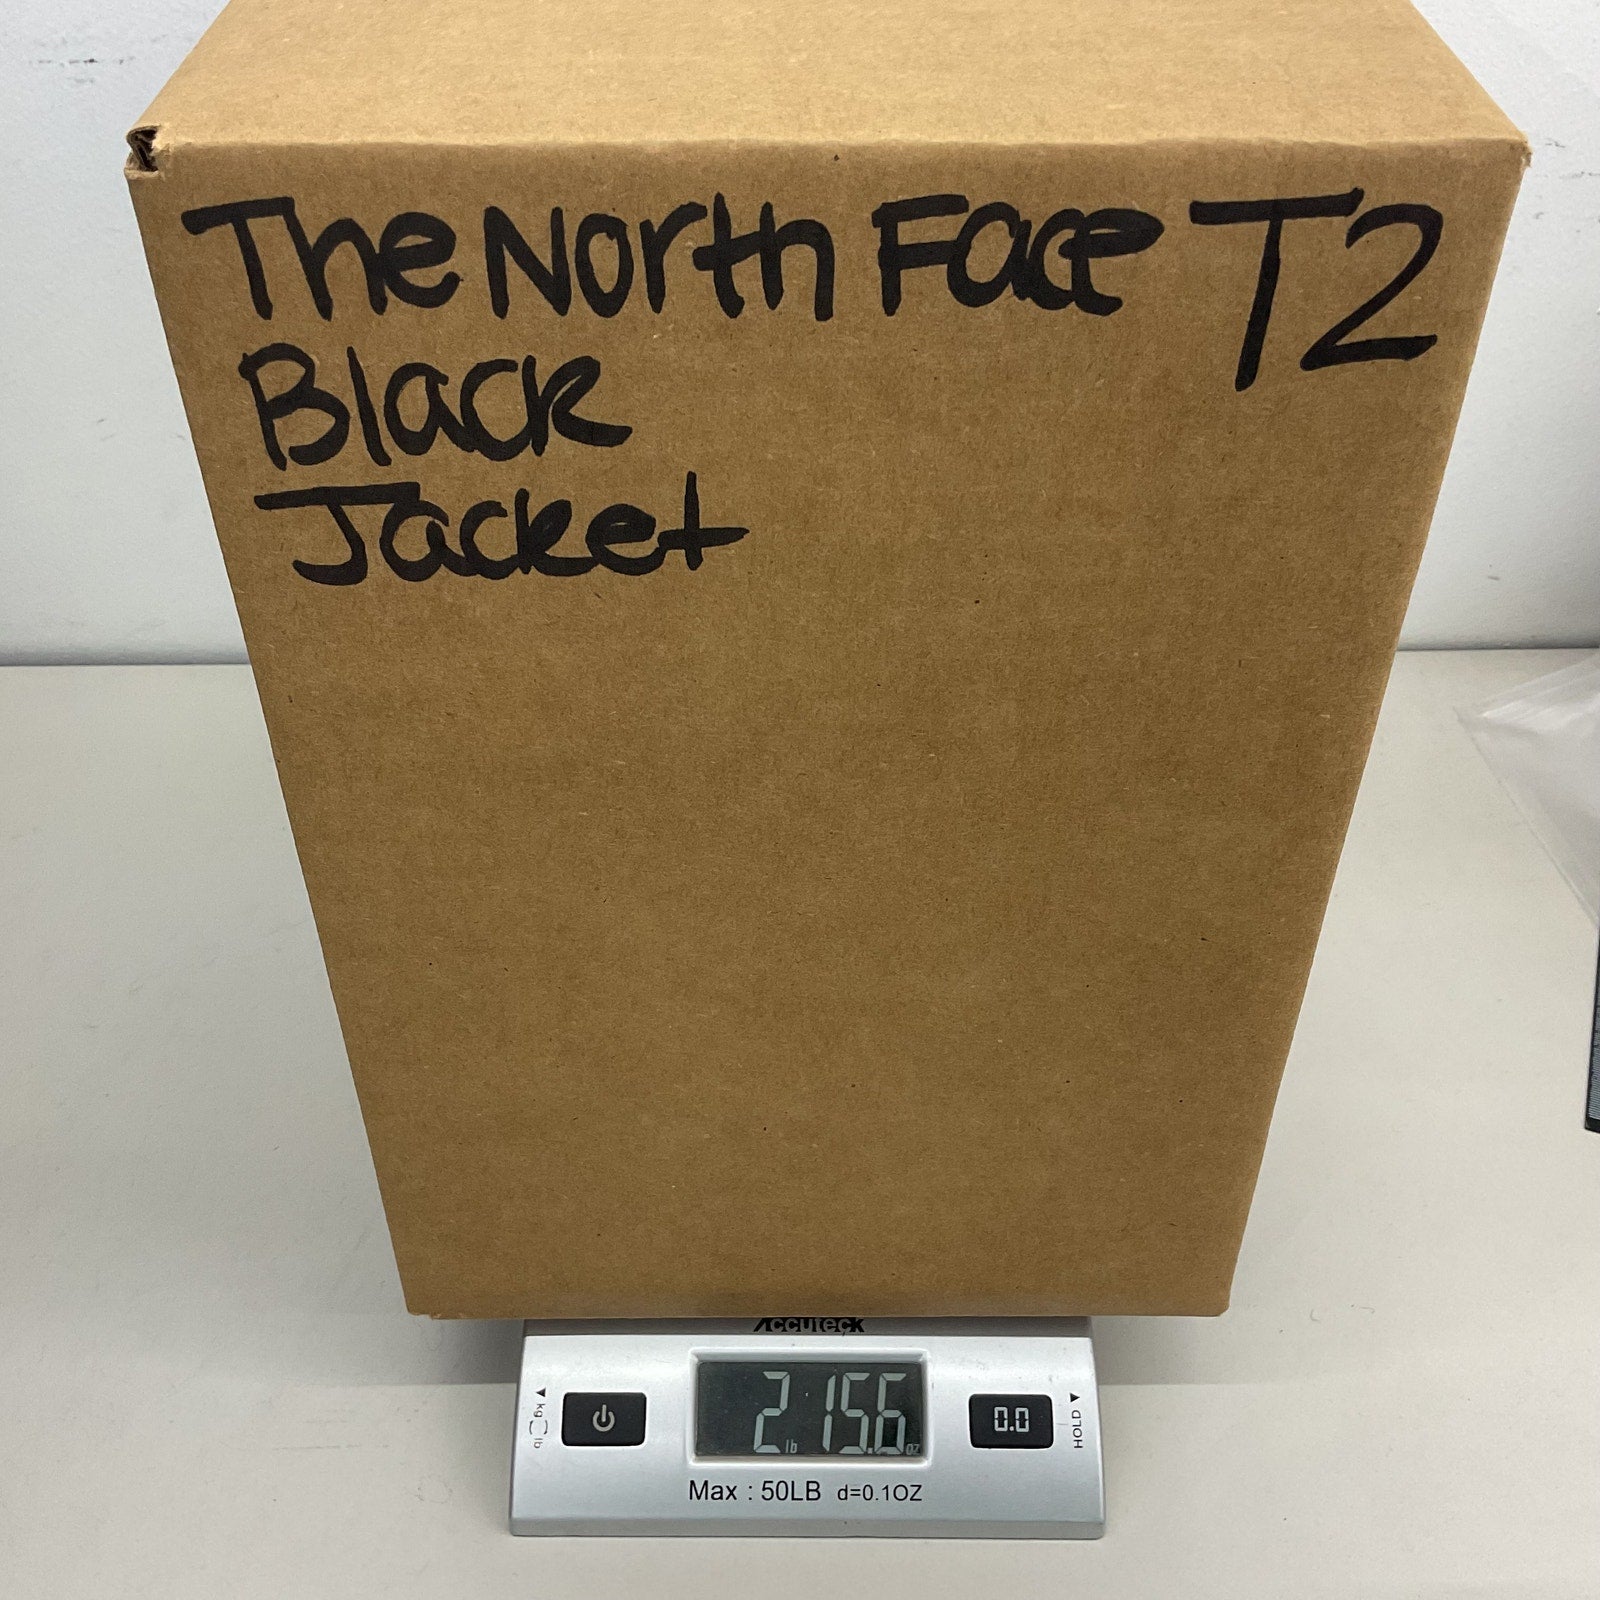 The North Face T2
Black
Jacket
Accuteck
kg lb
2 lb 15.6 oz
0.0
HOLD
Max : 50LB d=0.1OZ